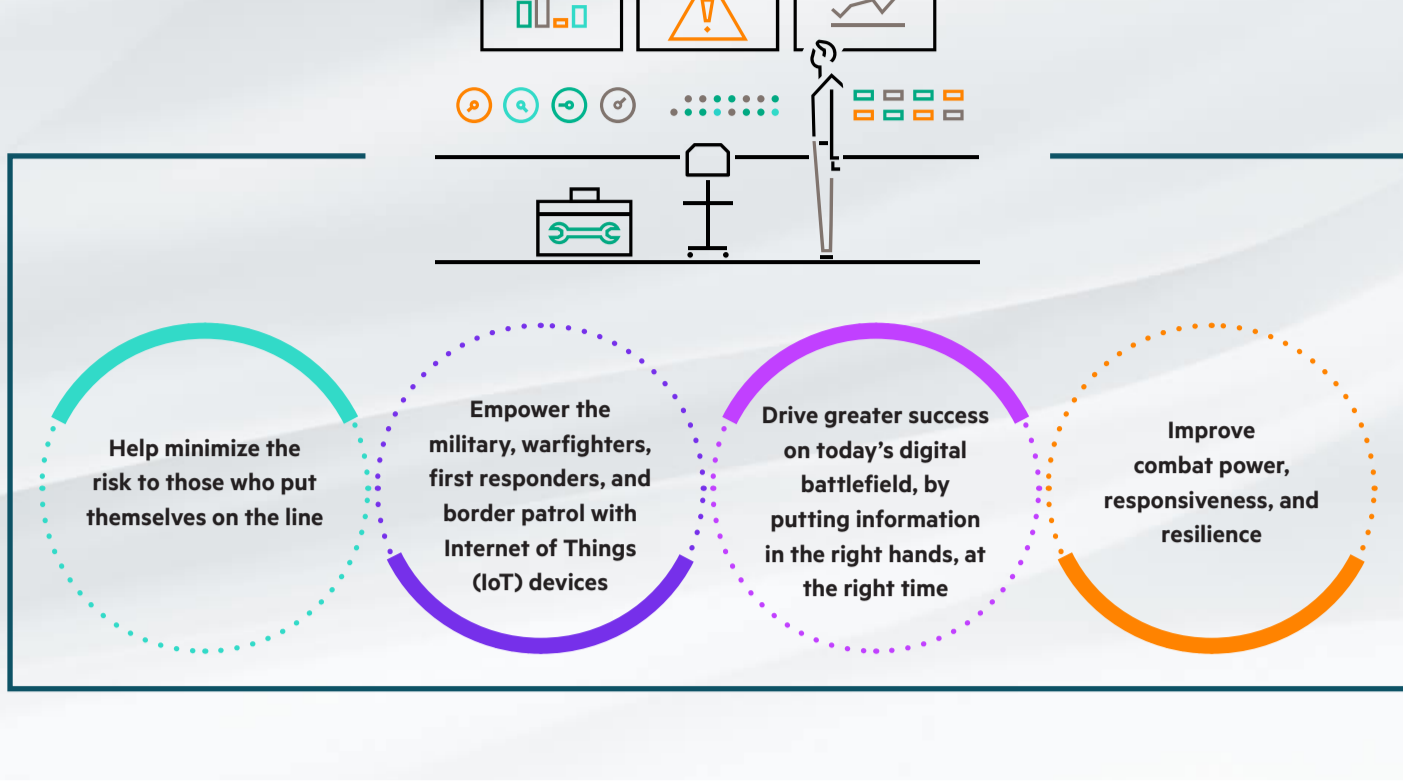 Help minimize the
risk to those who put
themselves on the line
Empower the
military, warfighters,
first responders, and
border patrol with
Internet of Things
(IoT) devices
Drive greater success
on today’s digital
battlefield, by
putting information
in the right hands, at
the right time
Improve
combat power,
responsiveness, and
resilience